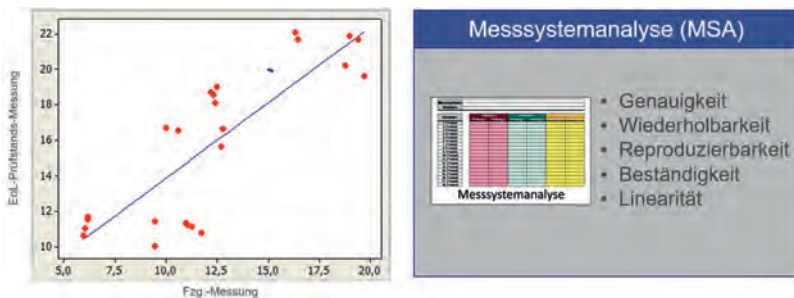 EoL-Prüfstands-Messung
22
20
18
16
14
12
10
5,0 7,5 10,0 12,5 15,0 17,5 20,0
Fzg.-Messung
Messsystemanalyse (MSA)
Messsystemanalyse
• Genauigkeit
• Wiederholbarkeit
• Reproduzierbarkeit
• Beständigkeit
• Linearität